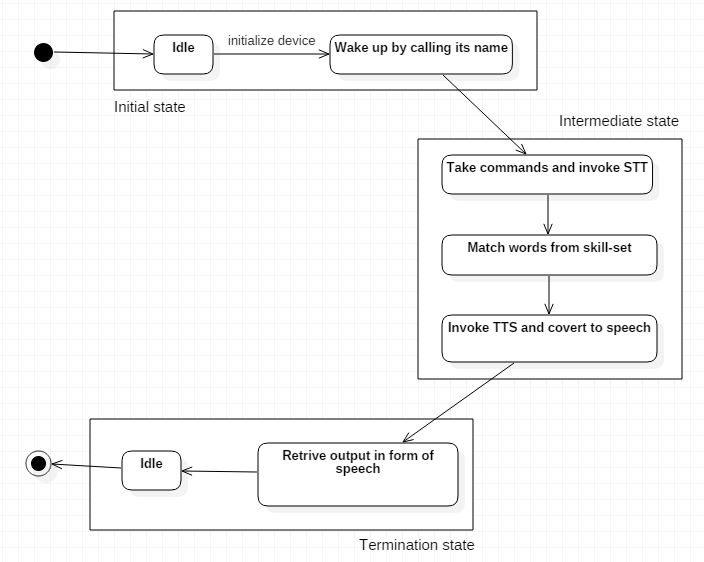 Idle
initialize device
Wake up by calling its name
Initial state
Intermediate state
Take commands and invoke STT
Match words from skill-set
Invoke TTS and covert to speech
Retrive output in form of
speech
Idle
Termination state